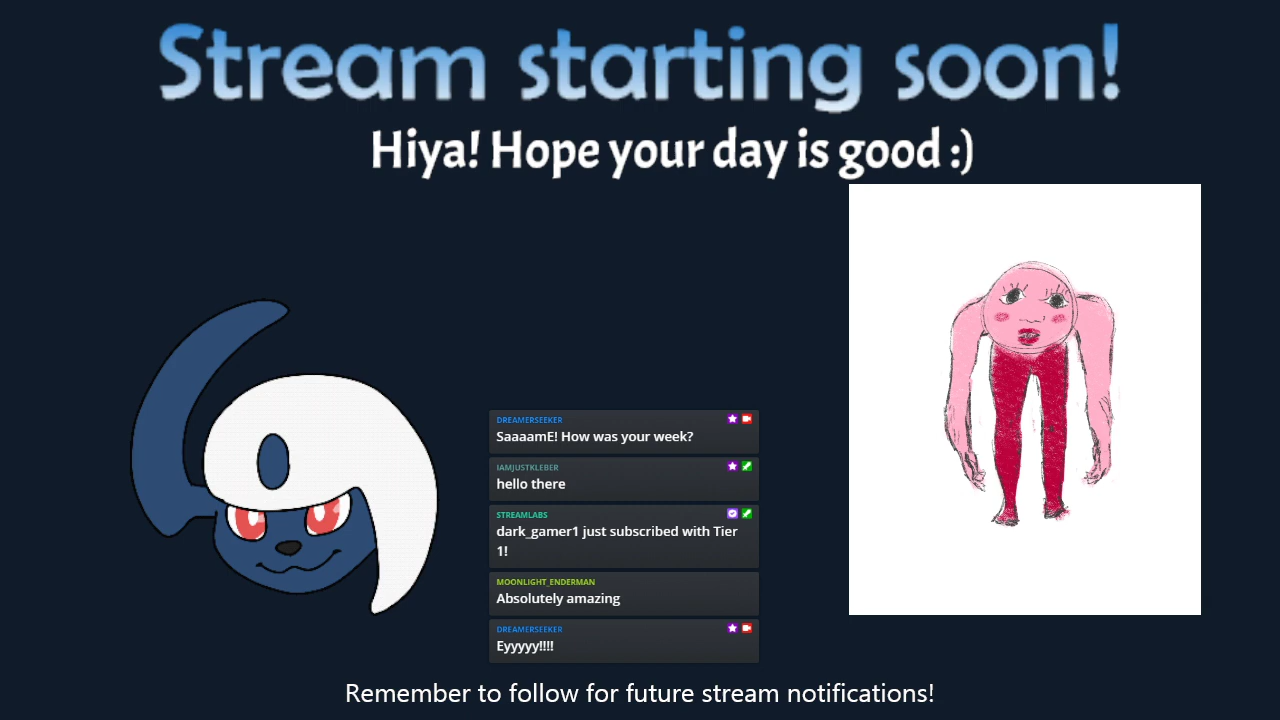 Stream starting soon!
Hiya! Hope your day is good :)
DREAMERSEEKER
SaaaamE! How was your week?
IAMJUSTKLEBER
hello there
STREAMLABS
dark_gamer1 just subscribed with Tier
1!
MOONLIGHT_ENDERMAN
Absolutely amazing
DREAMERSEEKER
Eyyyyy!!!!
Remember to follow for future stream notifications!